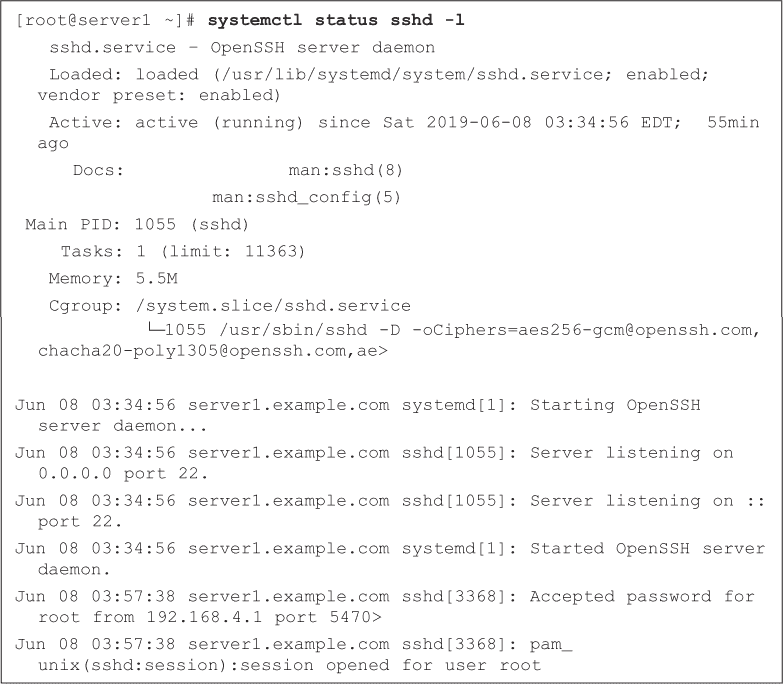 [root@server1 ~]# systemctl status sshd -l
sshd.service – OpenSSH server daemon
Loaded: loaded (/usr/lib/systemd/system/sshd.service; enabled;
vendor preset: enabled)
Active: active (running) since Sat 2019-06-08 03:34:56 EDT; 55min
ago
Docs: man:sshd(8)
man:sshd_config(5)
Main PID: 1055 (sshd)
Tasks: 1 (limit: 11363)
Memory: 5.5M
Cgroup: /system.slice/sshd.service
└─1055 /usr/sbin/sshd -D -oCiphers=aes256-gcm@openssh.com,
chacha20-poly1305@openssh.com,ae>
Jun 08 03:34:56 server1.example.com systemd[1]: Starting OpenSSH
server daemon...
Jun 08 03:34:56 server1.example.com sshd[1055]: Server listening on
0.0.0.0 port 22.
Jun 08 03:34:56 server1.example.com sshd[1055]: Server listening on ::
port 22.
Jun 08 03:34:56 server1.example.com systemd[1]: Started OpenSSH server
daemon.
Jun 08 03:57:38 server1.example.com sshd[3368]: Accepted password for
root from 192.168.4.1 port 5470>
Jun 08 03:57:38 server1.example.com sshd[3368]: pam_
unix(sshd:session):session opened for user root